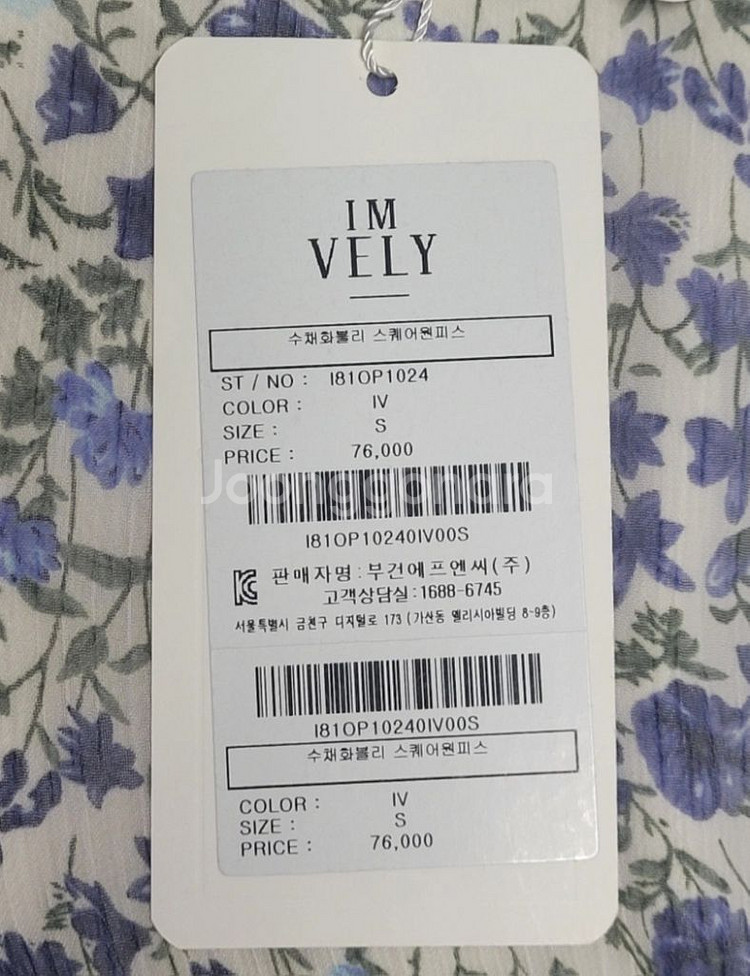 IM
VELY
수채화블리 스퀘어원피스
ST / NO : I81OP1024
COLOR : IV
SIZE : S
PRICE : 76,000
Joonggonara
I81OP10240IV00S
판매자명 : 부건에프엔씨(주)
고객상담실 : 1688-6745
서울특별시 금천구 디지털로 173 (가산동 엘리시아빌딩 8-9층)
I81OP10240IV00S
수채화블리 스퀘어원피스
COLOR : IV
SIZE : S
PRICE : 76,000